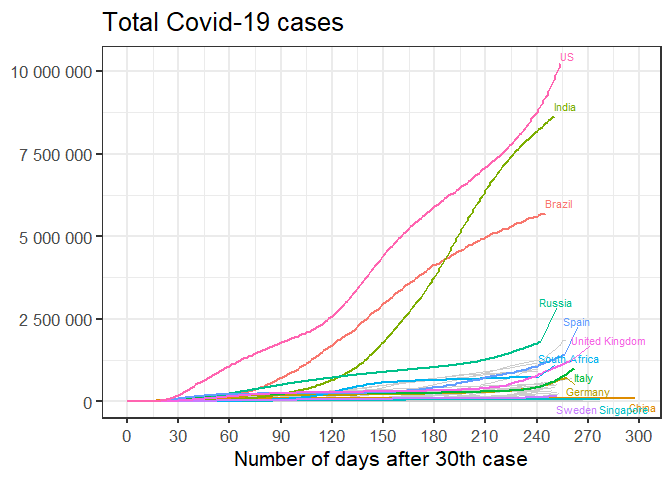 Total Covid-19 cases
10 000 000
7 500 000
5 000 000
2 500 000
0
US
India
Brazil
Russia
Spain
United Kingdom
South Africa
Italy
Germany
Sweden
Singapore
China
0 30 60 90 120 150 180 210 240 270 300
Number of days after 30th case